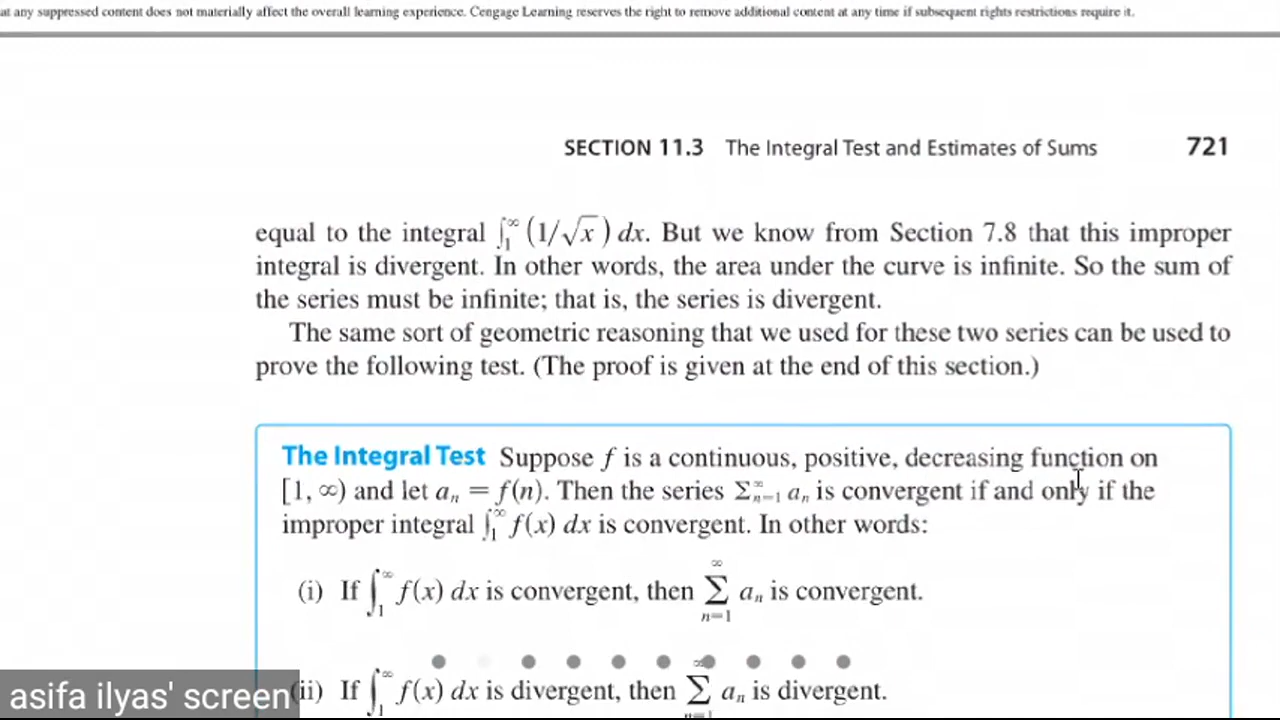 at any suppressed content does not materially affect the overall learning experience. Cengage Learning reserves the right to remove additional content at any time if subsequent rights restrictions require it.
SECTION 11.3 The Integral Test and Estimates of Sums 721
equal to the integral ∫₁^∞ (1/√x) dx. But we know from Section 7.8 that this improper
integral is divergent. In other words, the area under the curve is infinite. So the sum of
the series must be infinite; that is, the series is divergent.
The same sort of geometric reasoning that we used for these two series can be used to
prove the following test. (The proof is given at the end of this section.)
The Integral Test Suppose f is a continuous, positive, decreasing function on
[1, ∞) and let aₙ = f(n). Then the series Σₙ₌₁^∞ aₙ is convergent if and only if the
improper integral ∫₁^∞ f(x) dx is convergent. In other words:
(i) If ∫₁^∞ f(x) dx is convergent, then Σₙ₌₁^∞ aₙ is convergent.
(ii) If ∫₁^∞ f(x) dx is divergent, then Σₙ₌₁^∞ aₙ is divergent.
asifa ilyas' screen